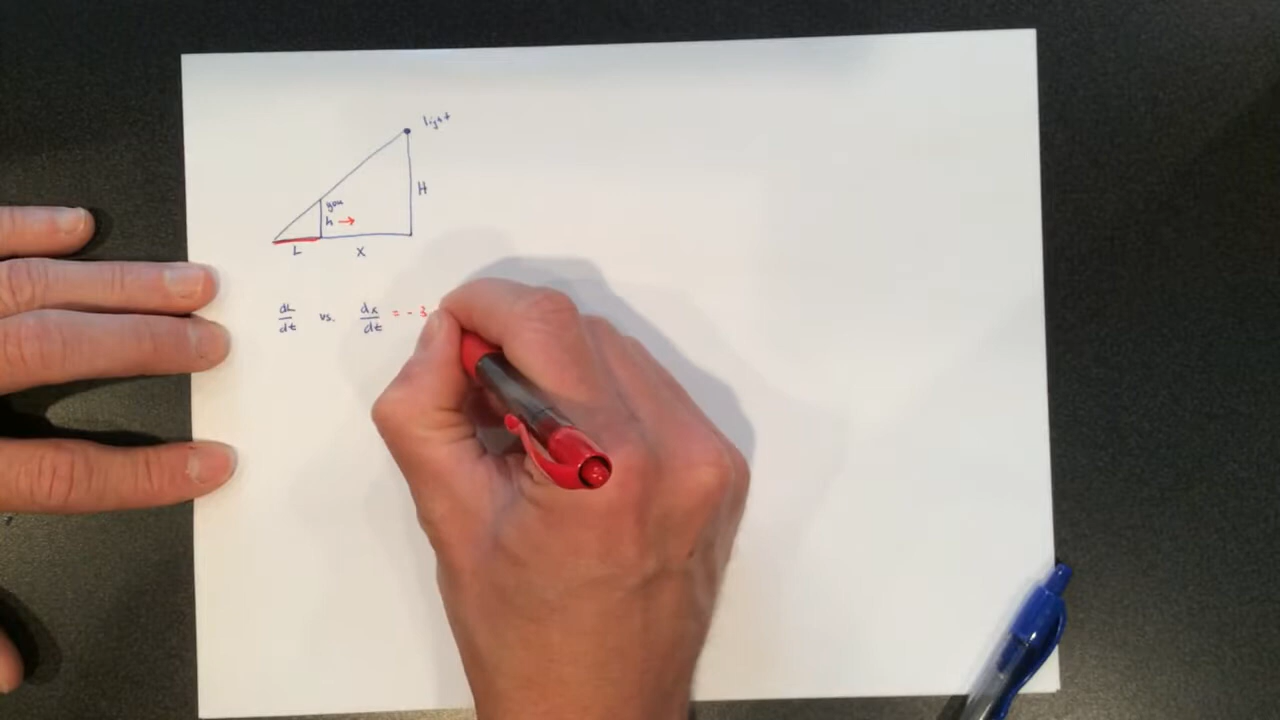 light
H
you
h →
L x
dL/dt vs. dx/dt = - 3